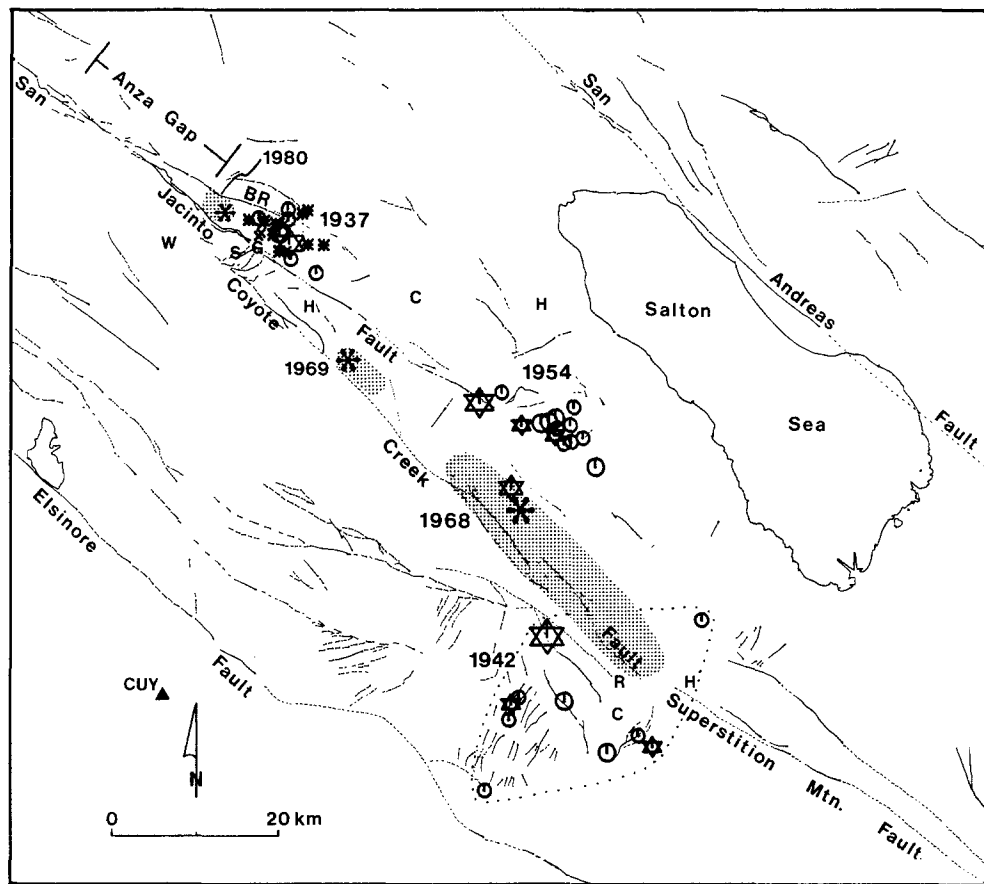 San
Anza Gap
1980
BR
1937
Jacinto
W
S
G
H
Coyote
C
H
Fault
1969
1954
San
Andreas
Fault
Salton
Sea
Creek
1968
Elsinore
Fault
1942
Fault
R
H
C
CUY
N
Superstition
Mtn.
Fault
0 20 km